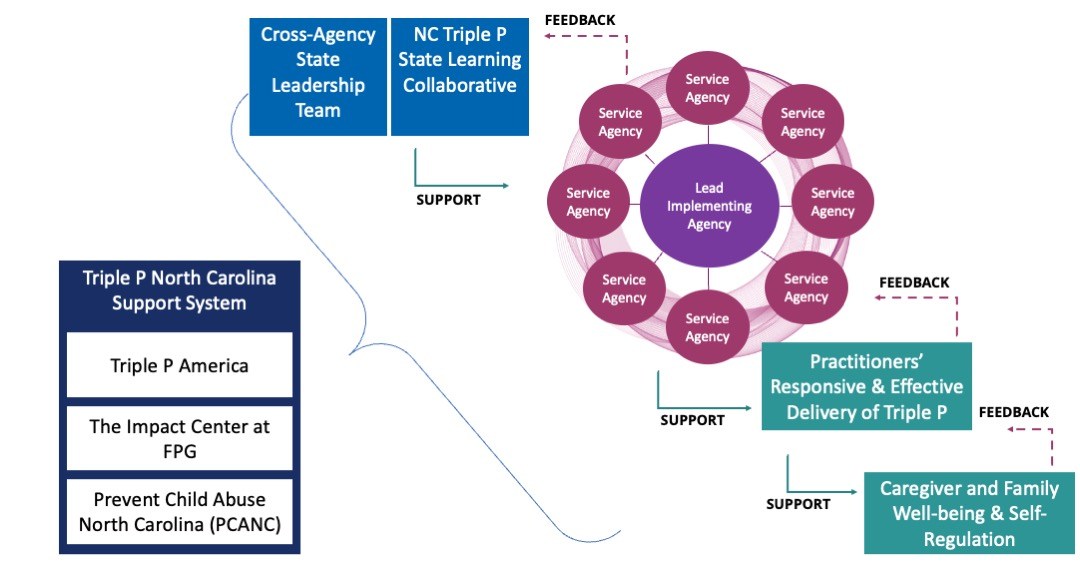 Cross-Agency
State
Leadership
Team
NC Triple P
State Learning
Collaborative
FEEDBACK
SUPPORT
Service
Agency
Service
Agency
Service
Agency
Service
Agency
Lead
Implementing
Agency
Service
Agency
Service
Agency
Service
Agency
Service
Agency
Triple P North Carolina
Support System
Triple P America
The Impact Center at
FPG
Prevent Child Abuse
North Carolina (PCANC)
FEEDBACK
SUPPORT
Practitioners’
Responsive & Effective
Delivery of Triple P
FEEDBACK
SUPPORT
Caregiver and Family
Well-being & Self-
Regulation